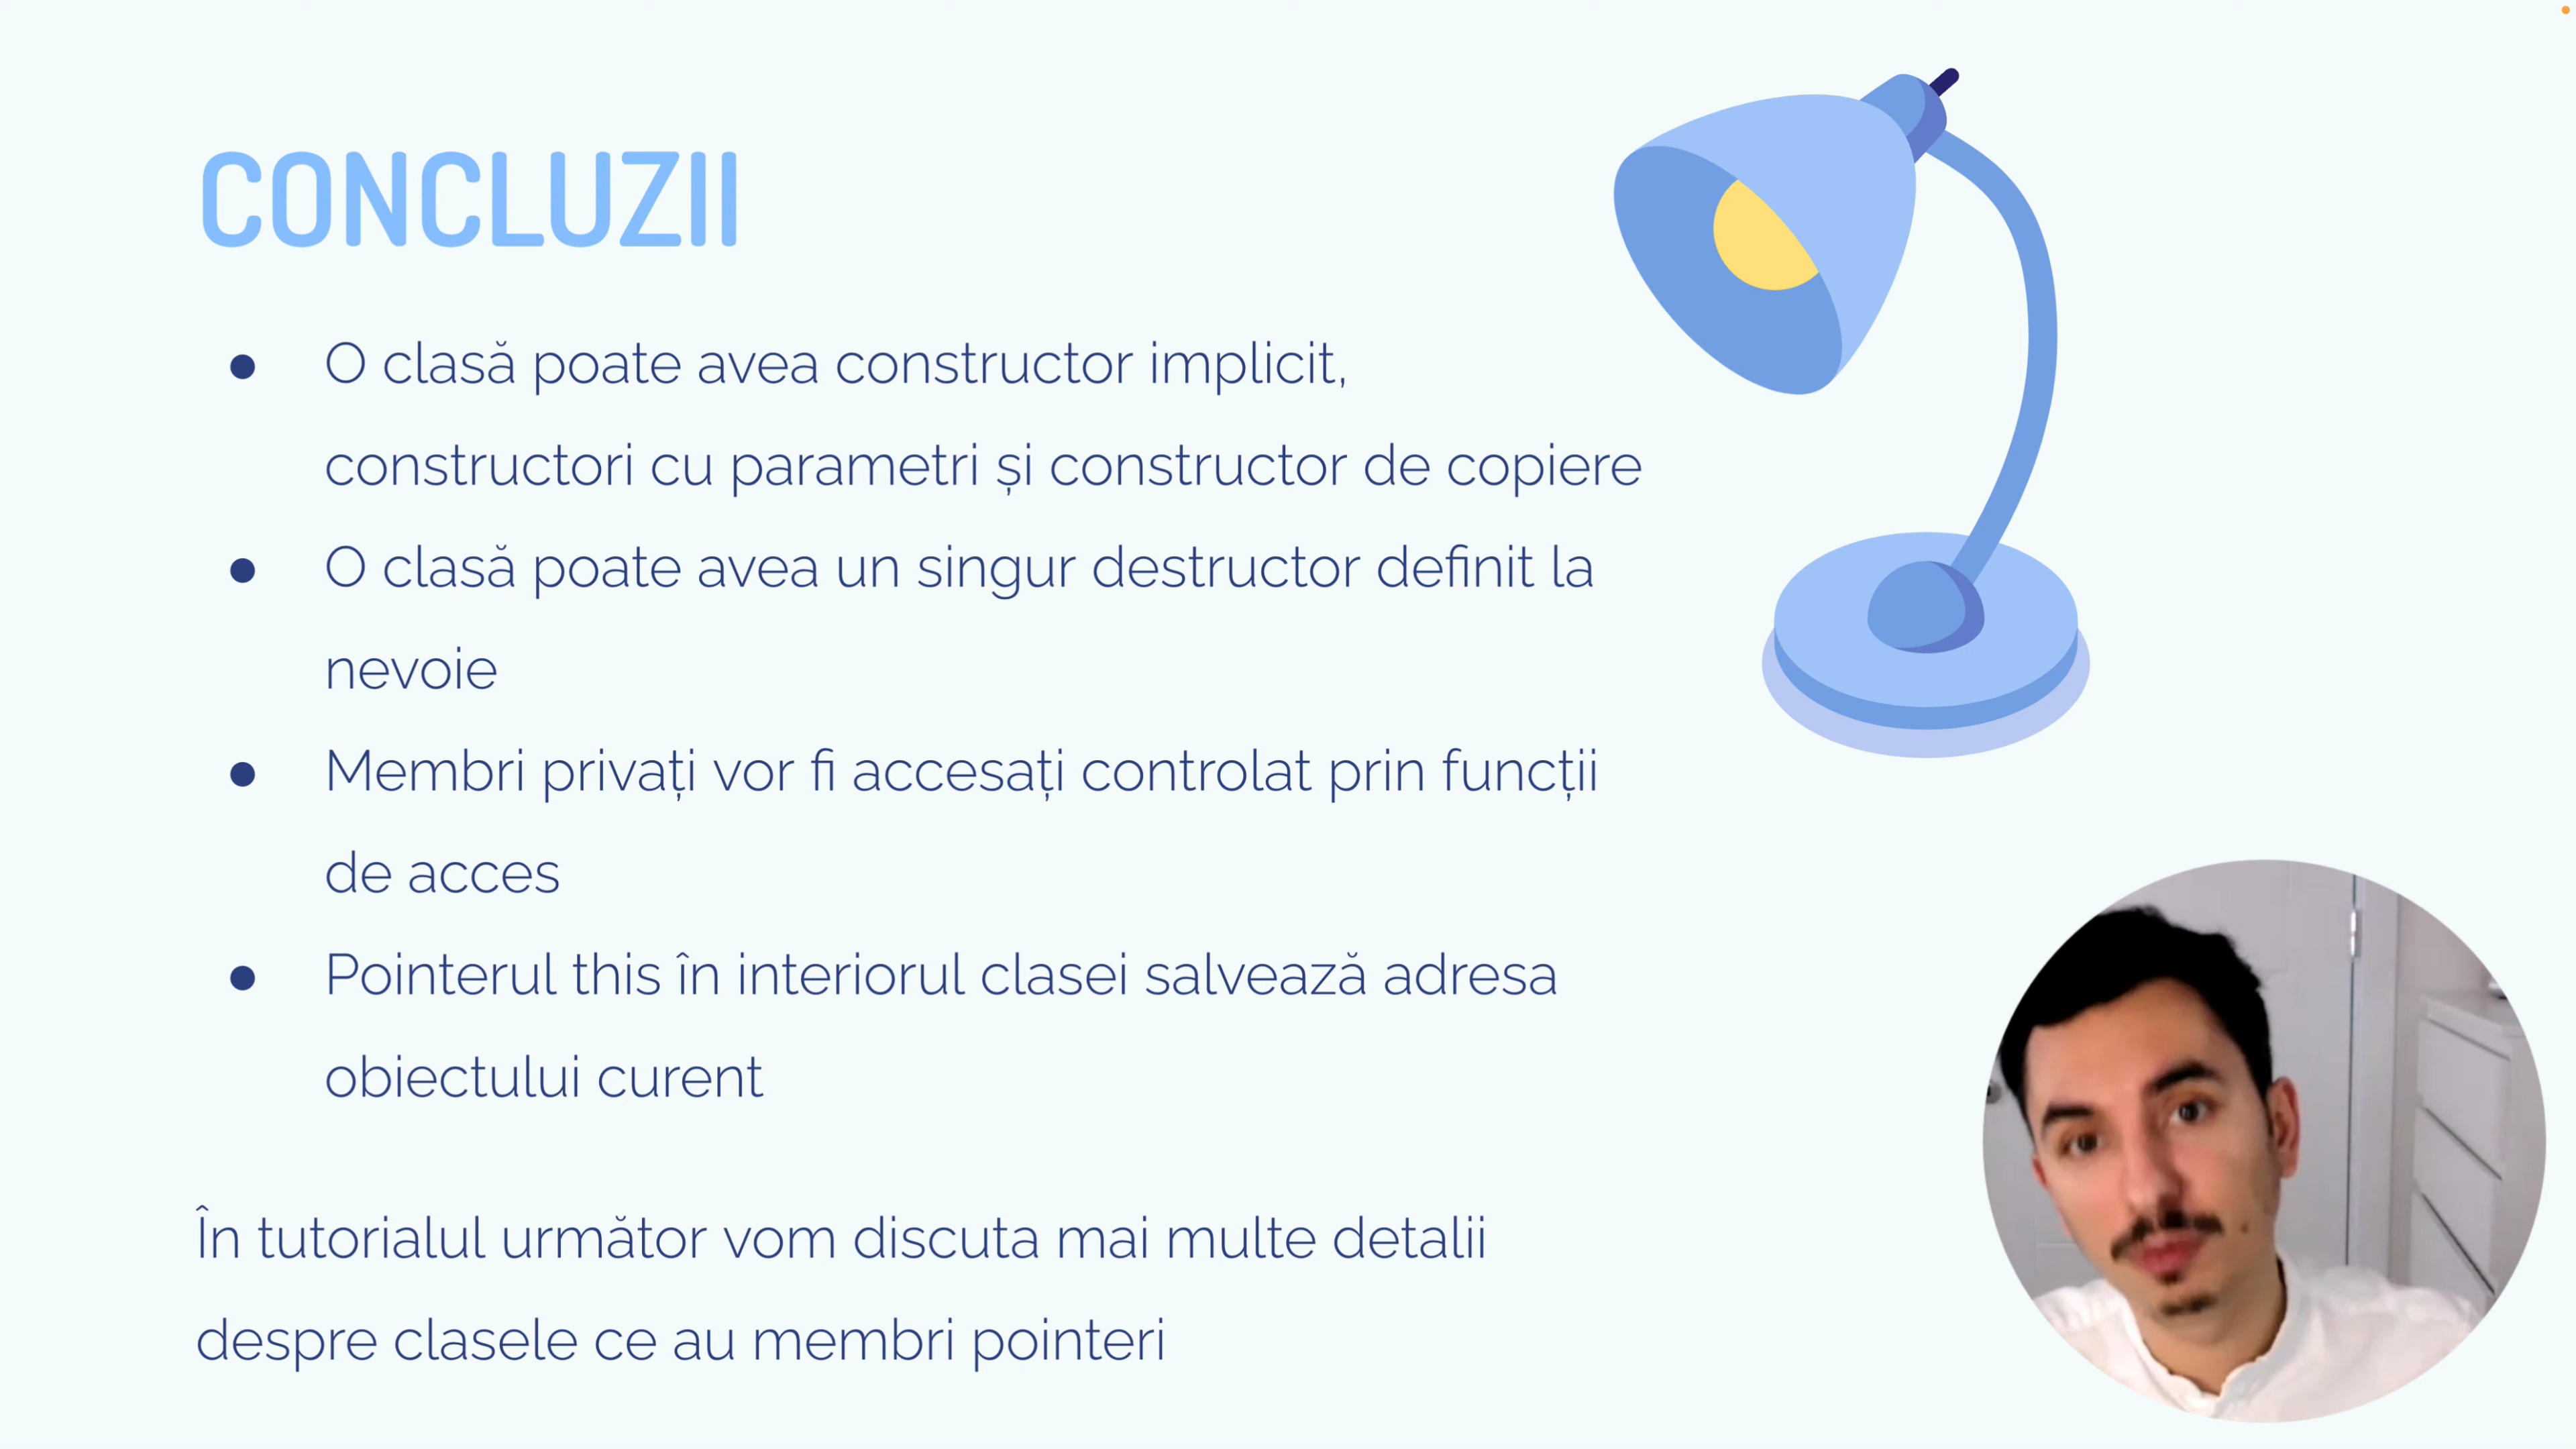 CONCLUZII
● O clasă poate avea constructor implicit,
constructori cu parametri și constructor de copiere
● O clasă poate avea un singur destructor definit la
nevoie
● Membri privați vor fi accesați controlat prin funcții
de acces
● Pointerul this în interiorul clasei salvează adresa
obiectului curent
În tutorialul următor vom discuta mai multe detalii
despre clasele ce au membri pointeri